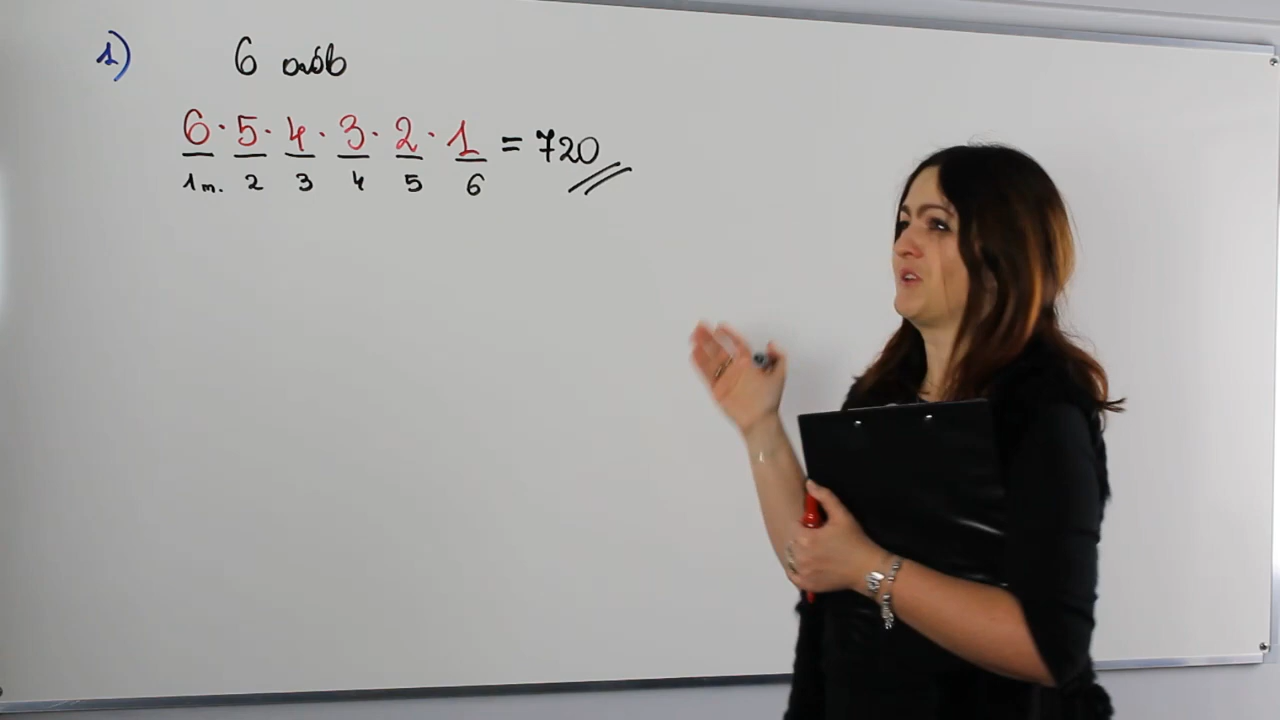 1) 6 osób
6 · 5 · 4 · 3 · 2 · 1 = 720
1m. 2 3 4 5 6